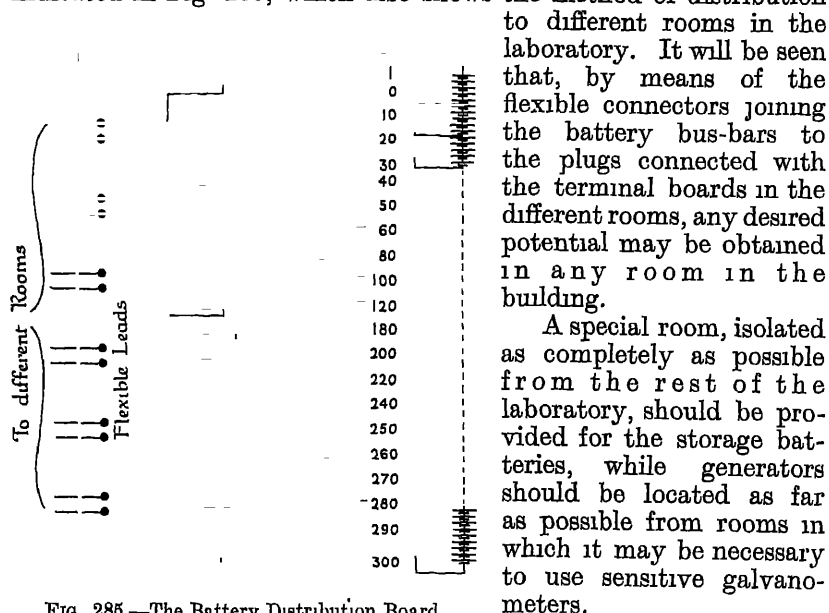 to different rooms in the
laboratory. It will be seen
that, by means of the
flexible connectors joining
the battery bus-bars to
the plugs connected with
the terminal boards in the
different rooms, any desired
potential may be obtained
in any room in the
building.
A special room, isolated
as completely as possible
from the rest of the
laboratory, should be pro-
vided for the storage bat-
teries, while generators
should be located as far
as possible from rooms in
which it may be necessary
to use sensitive galvano-
meters.
To different Rooms
Flexible Leads
1
0
10
20
30
40
50
60
80
100
120
180
200
220
240
250
260
270
280
290
300
FIG. 285.—The Battery Distribution Board